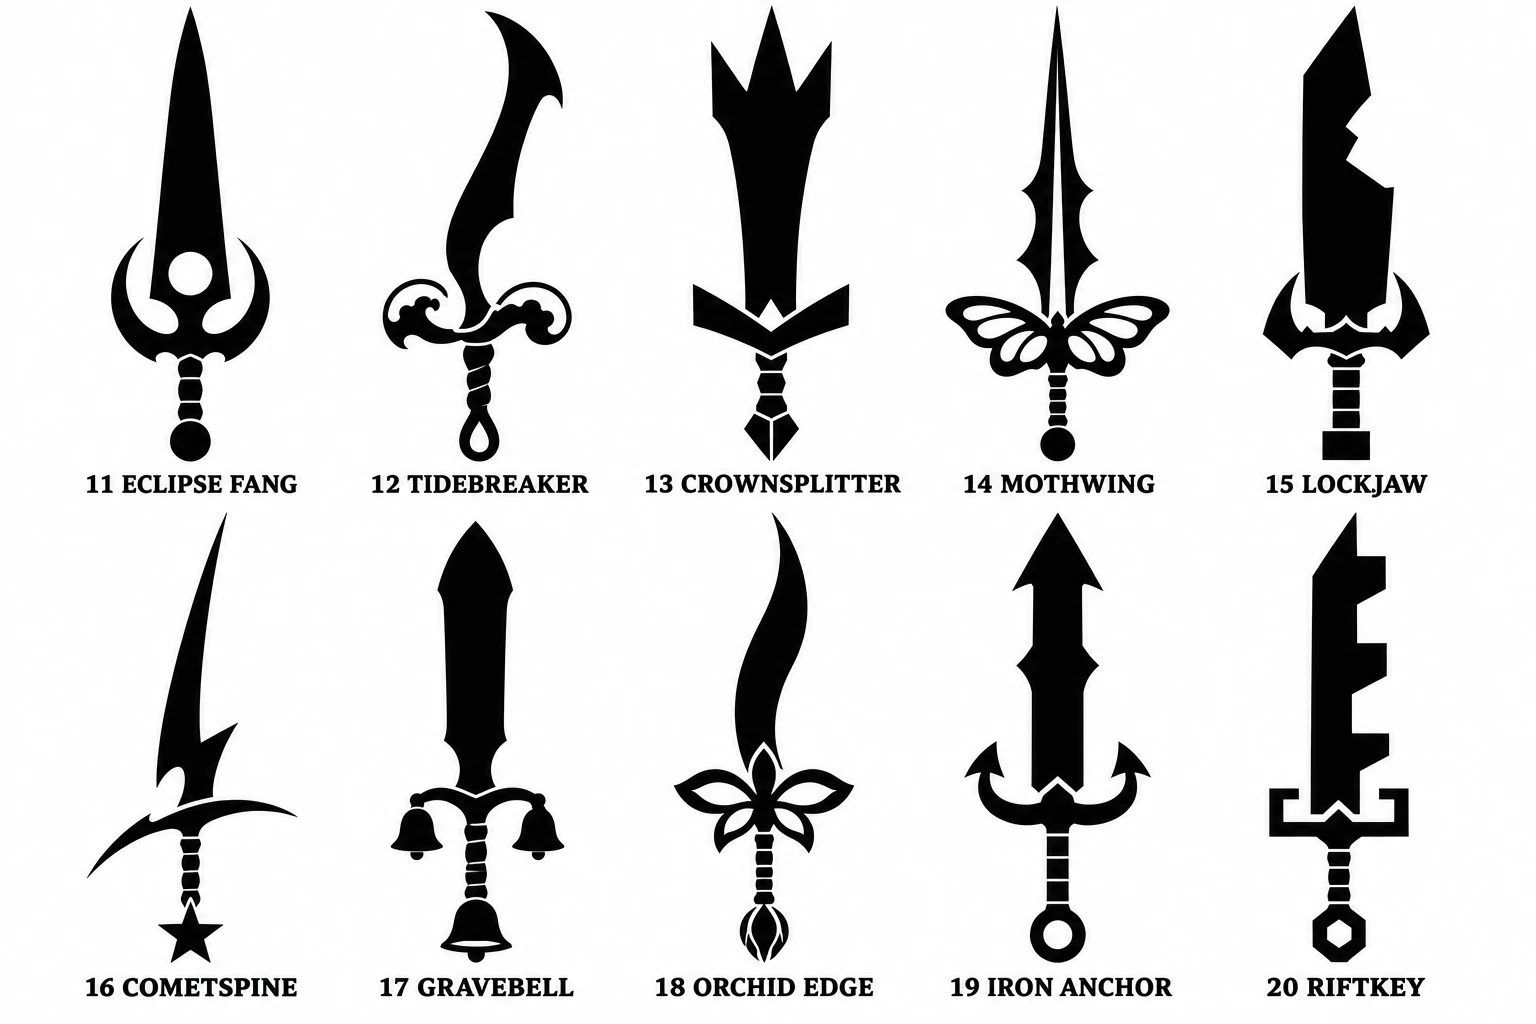 11 ECLIPSE FANG
12 TIDEBREAKER
13 CROWNSPLITTER
14 MOTHWING
15 LOCKJAW
16 COMETSPINE
17 GRAVEBELL
18 ORCHID EDGE
19 IRON ANCHOR
20 RIFTKEY